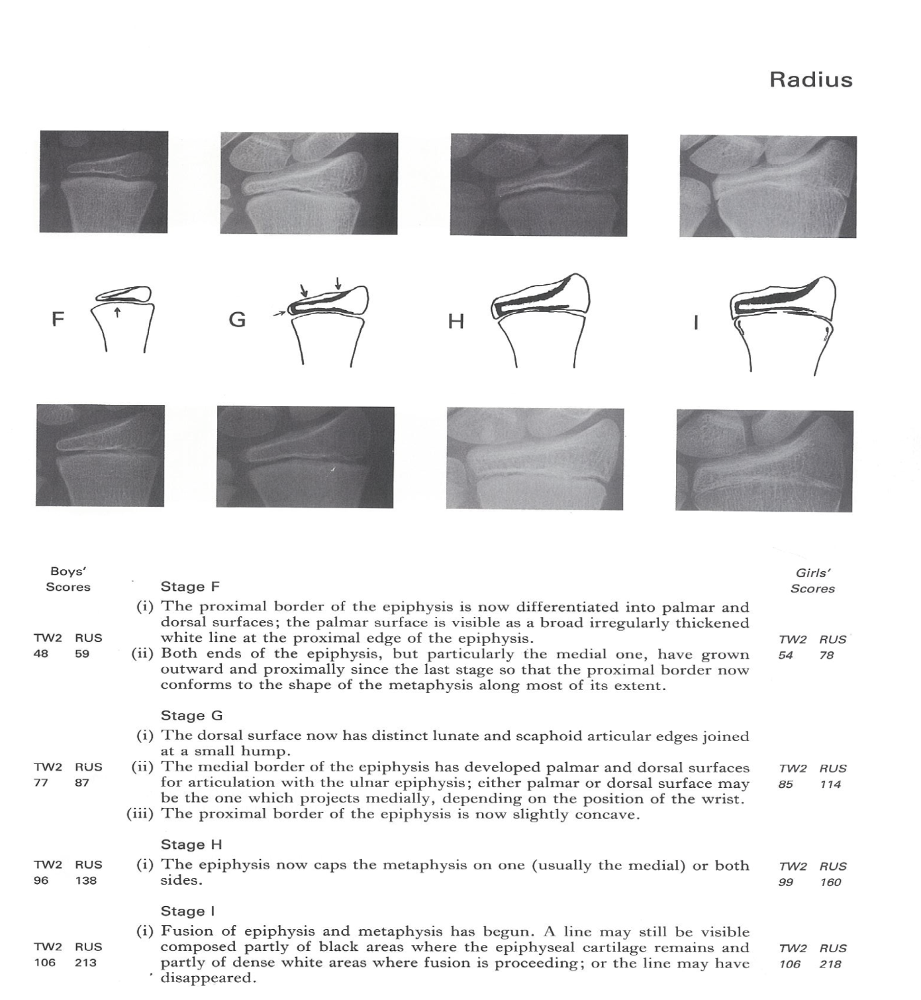 Radius
F
G
H
I
Boys'
Scores
Girls'
Scores
Stage F
(i) The proximal border of the epiphysis is now differentiated into palmar and
dorsal surfaces; the palmar surface is visible as a broad irregularly thickened
white line at the proximal edge of the epiphysis.
TW2 RUS
48 59
TW2 RUS
54 78
(ii) Both ends of the epiphysis, but particularly the medial one, have grown
outward and proximally since the last stage so that the proximal border now
conforms to the shape of the metaphysis along most of its extent.
Stage G
(i) The dorsal surface now has distinct lunate and scaphoid articular edges joined
at a small hump.
TW2 RUS
77 87
TW2 RUS
85 114
(ii) The medial border of the epiphysis has developed palmar and dorsal surfaces
for articulation with the ulnar epiphysis; either palmar or dorsal surface may
be the one which projects medially, depending on the position of the wrist.
(iii) The proximal border of the epiphysis is now slightly concave.
Stage H
TW2 RUS
96 138
(i) The epiphysis now caps the metaphysis on one (usually the medial) or both
sides.
TW2 RUS
99 160
Stage I
(i) Fusion of epiphysis and metaphysis has begun. A line may still be visible
composed partly of black areas where the epiphyseal cartilage remains and
partly of dense white areas where fusion is proceeding; or the line may have
disappeared.
TW2 RUS
106 213
TW2 RUS
106 218